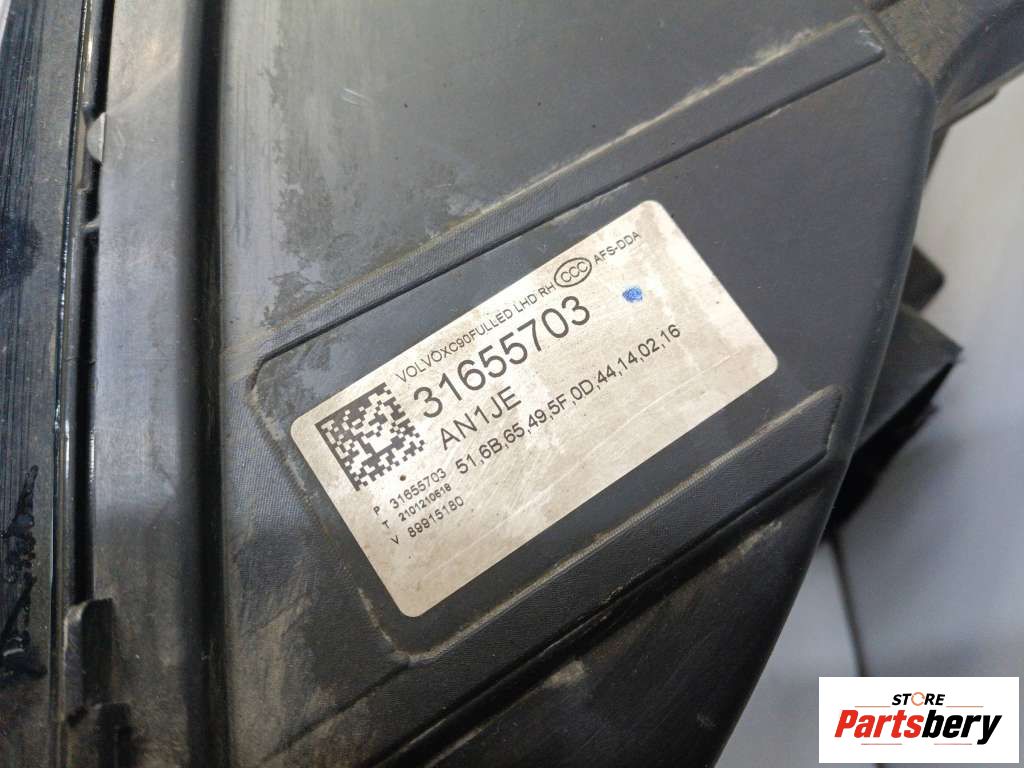 VOLVOXC90FULLED LHD RH CCC AFS-DDA
31655703
AN1JE
51,6B,65,49,5F 0D,44,14,02,16
P 31655703
T 2101210618
V 89915180
STORE
Partsbery